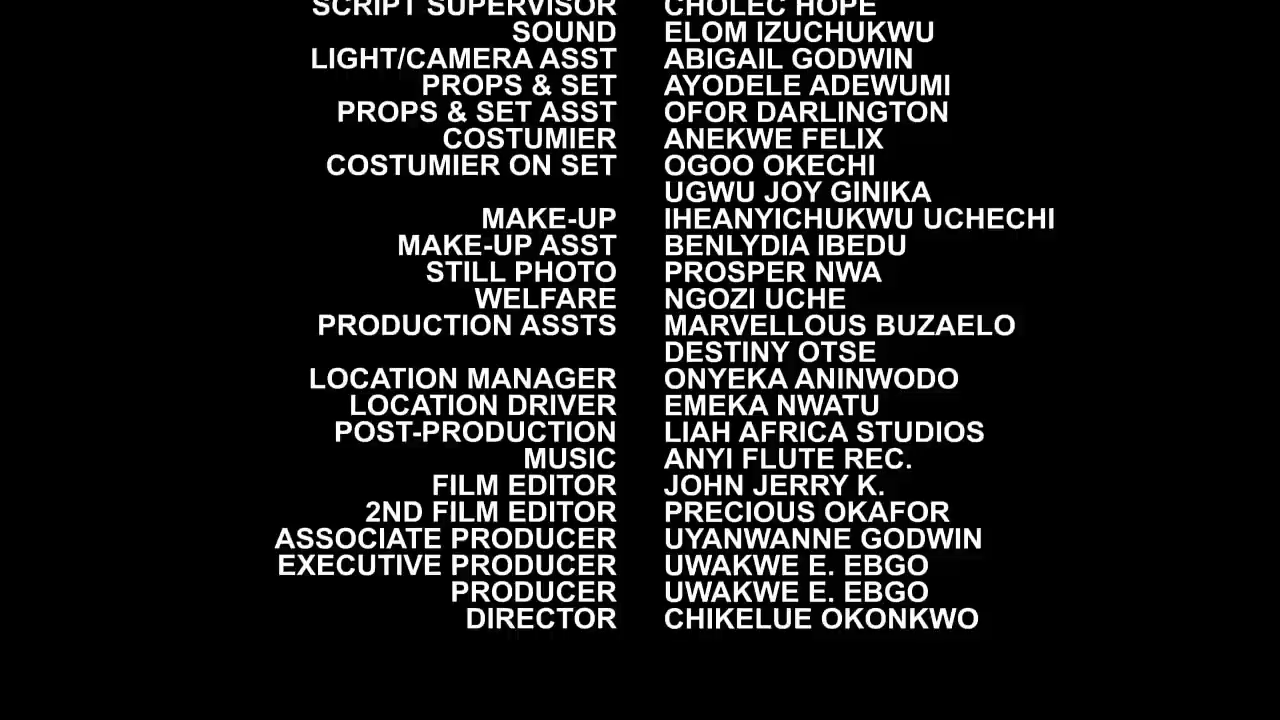 SCRIPT SUPERVISOR CHOLEC HOPE
SOUND ELOM IZUCHUKWU
LIGHT/CAMERA ASST ABIGAIL GODWIN
PROPS & SET AYODELE ADEWUMI
PROPS & SET ASST OFOR DARLINGTON
COSTUMIER ANEKWE FELIX
COSTUMIER ON SET OGOO OKECHI
UGWU JOY GINIKA
MAKE-UP IHEANYICHUKWU UCHECHI
MAKE-UP ASST BENLYDIA IBEDU
STILL PHOTO PROSPER NWA
WELFARE NGOZI UCHE
PRODUCTION ASSTS MARVELLOUS BUZAELO
DESTINY OTSE
LOCATION MANAGER ONYEKA ANINWODO
LOCATION DRIVER EMEKA NWATU
POST-PRODUCTION LIAH AFRICA STUDIOS
MUSIC ANYI FLUTE REC.
FILM EDITOR JOHN JERRY K.
2ND FILM EDITOR PRECIOUS OKAFOR
ASSOCIATE PRODUCER UYANWANNE GODWIN
EXECUTIVE PRODUCER UWAKWE E. EBGO
PRODUCER UWAKWE E. EBGO
DIRECTOR CHIKELUE OKONKWO